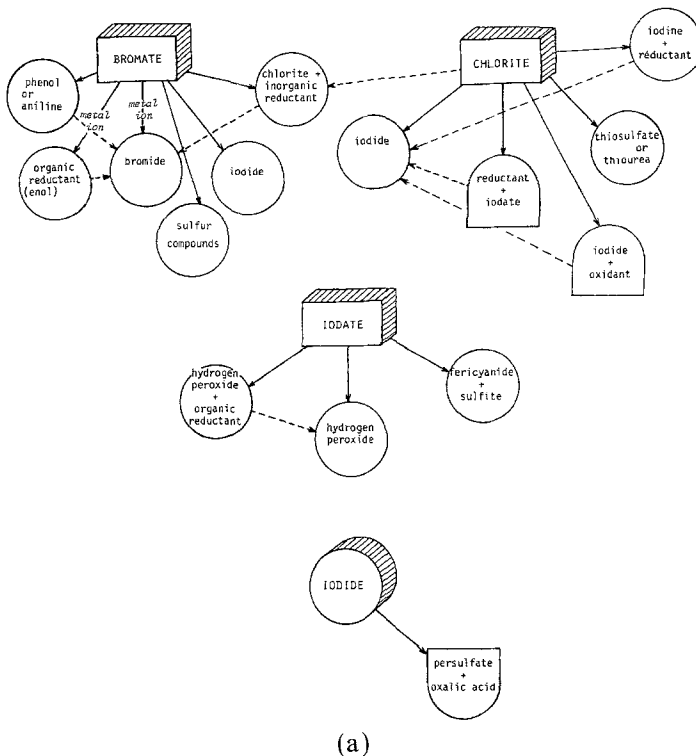 BROMATE
phenol
or
aniline
metal
ion
metal
ion
chlorite +
inorganic
reductant
organic
reductant
(enol)
bromide
iodide
sulfur
compounds
CHLORITE
iodine
+
réductant
iodide
reductant
+
iodate
thiosulfate
or
thiourea
iodide
+
oxidant
IODATE
hydrogen
peroxide
+
organic
reductant
hydrogen
peroxide
fericyanide
+
sulfite
IODIDE
persulfate
+
oxalic acid
(a)